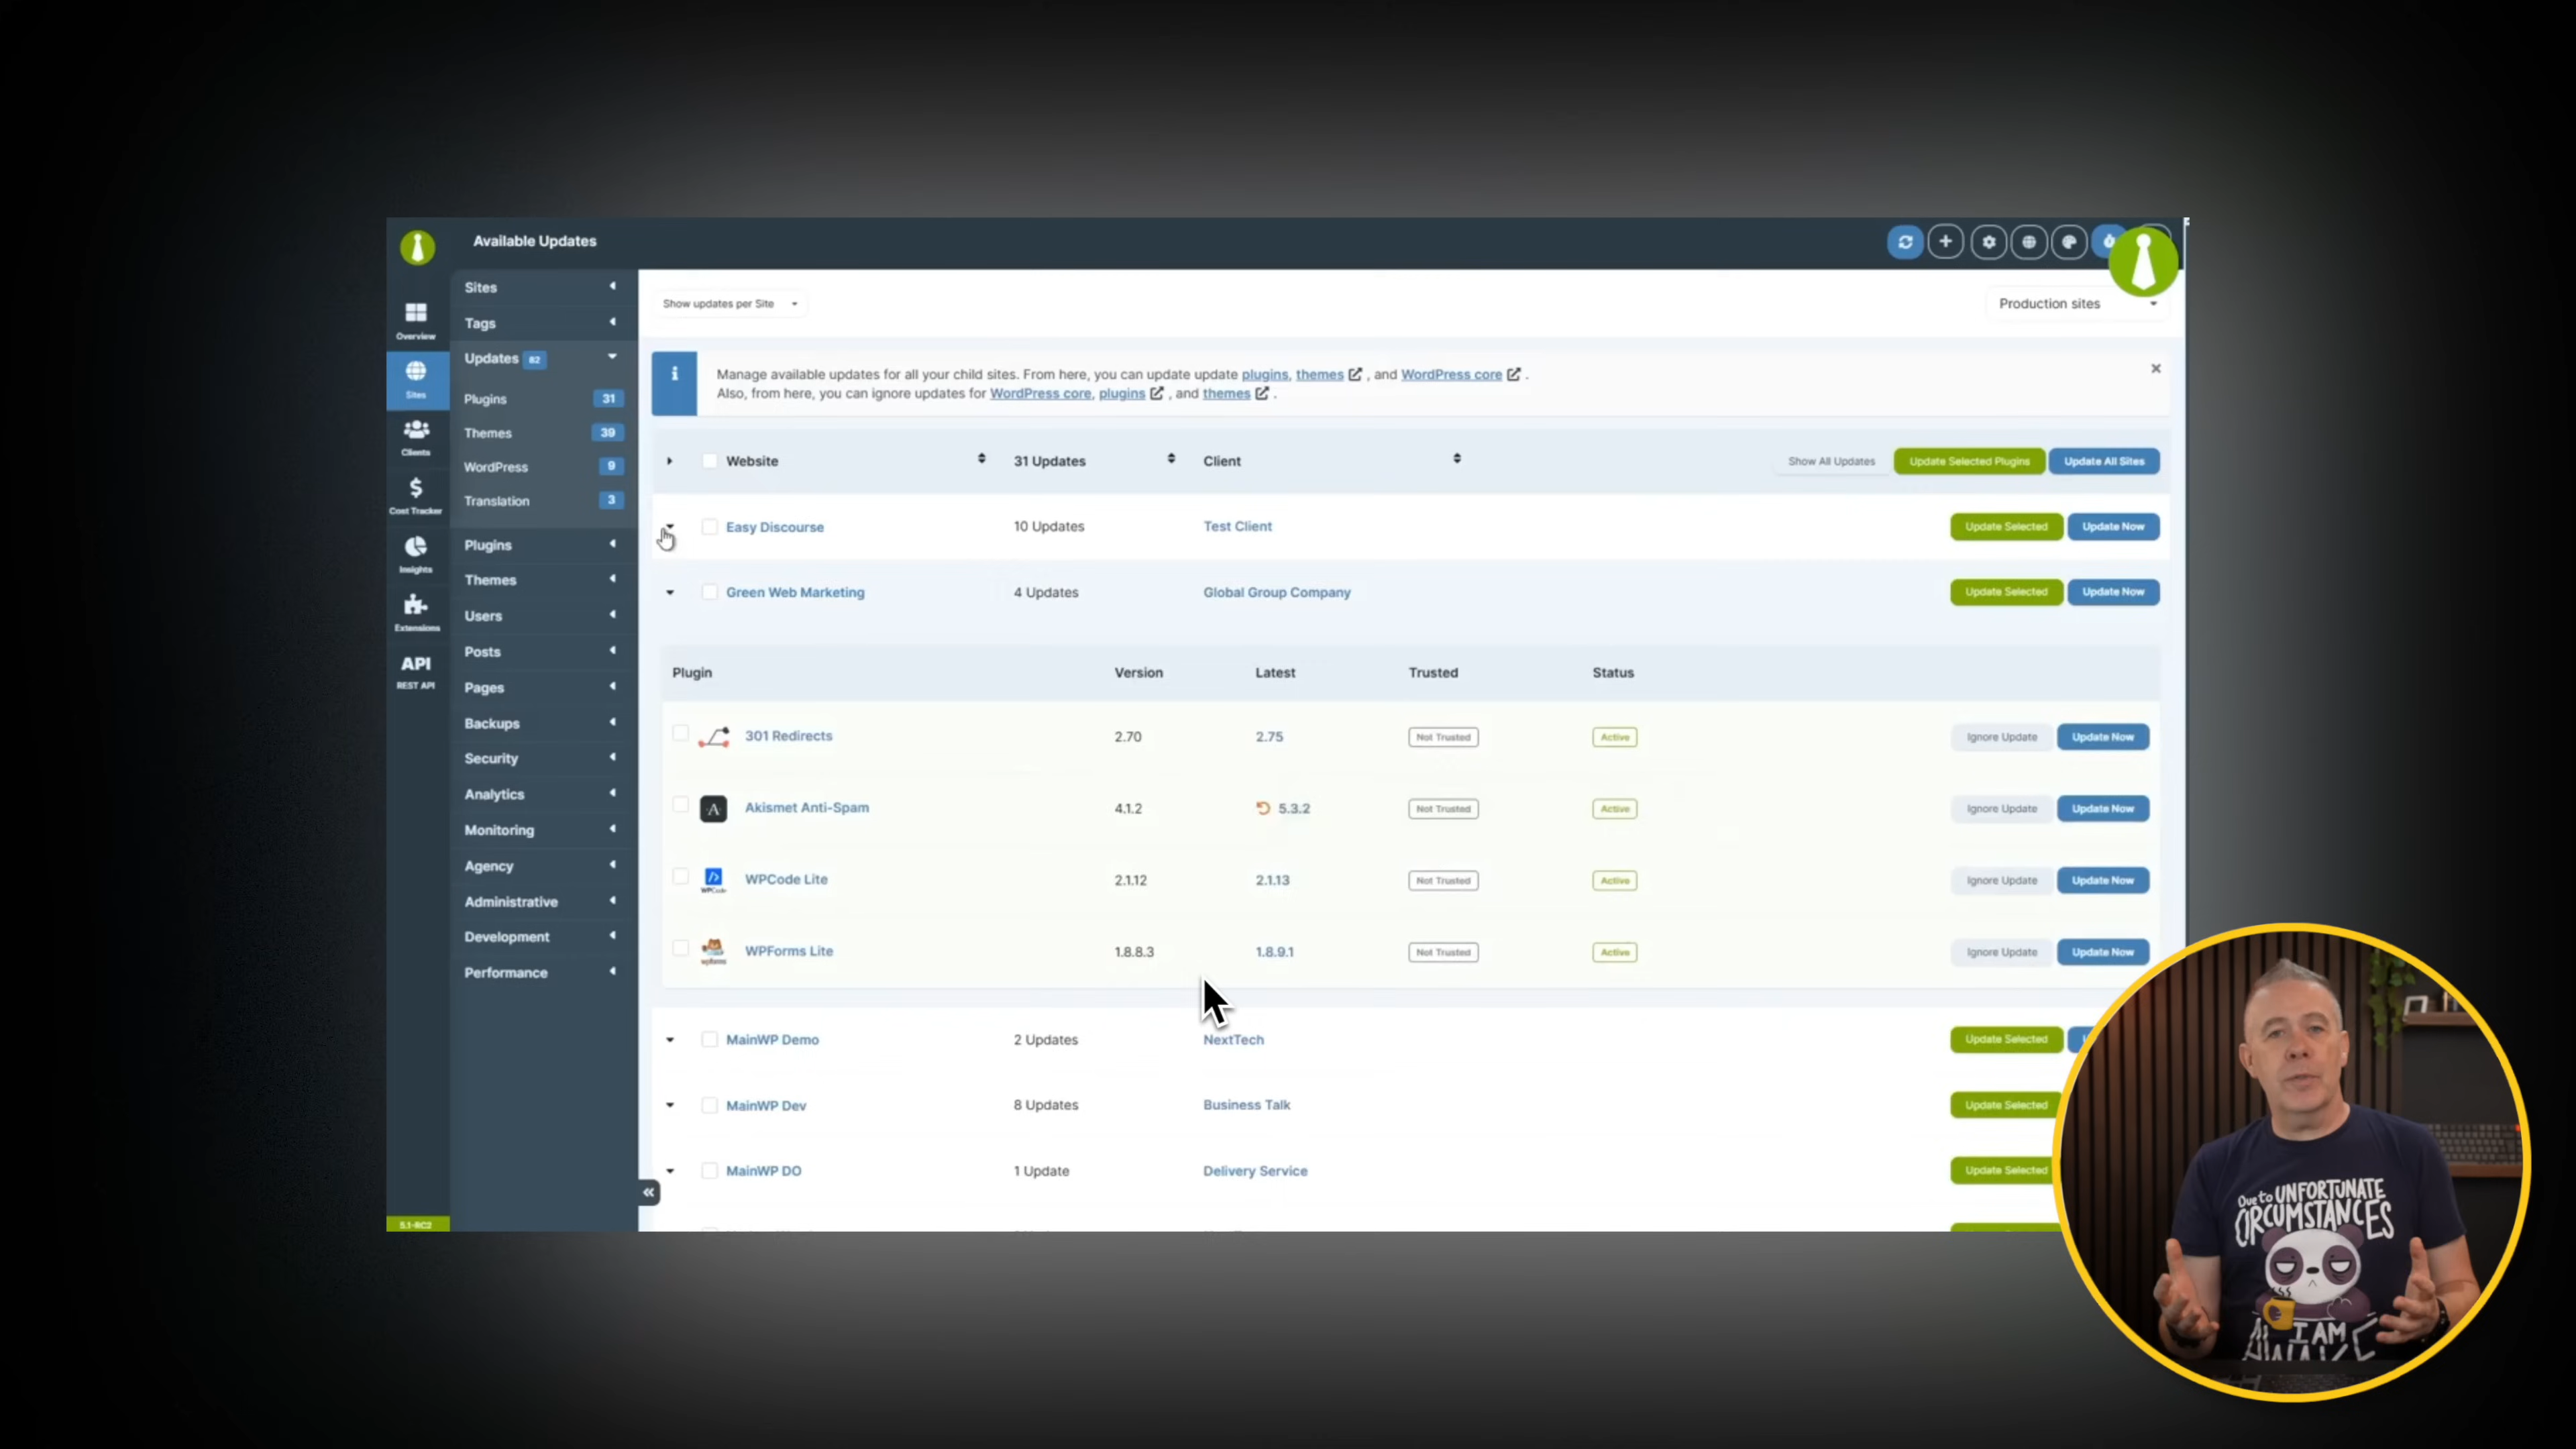 Available Updates
Overview
Sites
Clients
Cost Tracker
Insights
Extensions
API
REST API
5.1-RC2
Sites
Tags
Updates 82
Plugins 31
Themes 39
WordPress 9
Translation 3
Plugins
Themes
Users
Posts
Pages
Backups
Security
Analytics
Monitoring
Agency
Administrative
Development
Performance
Show updates per Site
Production sites
Manage available updates for all your child sites. From here, you can update update plugins, themes , and WordPress core .
Also, from here, you can ignore updates for WordPress core, plugins , and themes .
Website 31 Updates Client Show All Updates Update Selected Plugins Update All Sites
Easy Discourse 10 Updates Test Client Update Selected Update Now
Green Web Marketing 4 Updates Global Group Company Update Selected Update Now
Plugin Version Latest Trusted Status
301 Redirects 2.70 2.75 Not Trusted Active Ignore Update Update Now
A Akismet Anti-Spam 4.1.2 5.3.2 Not Trusted Active Ignore Update Update Now
WPCode WPCode Lite 2.1.12 2.1.13 Not Trusted Active Ignore Update Update Now
wpforms WPForms Lite 1.8.8.3 1.8.9.1 Not Trusted Active Ignore Update Update Now
MainWP Demo 2 Updates NextTech Update Selected
MainWP Dev 8 Updates Business Talk Update Selected
MainWP DO 1 Update Delivery Service Update Selected
Due to UNFORTUNATE
CIRCUMSTANCES
I AM